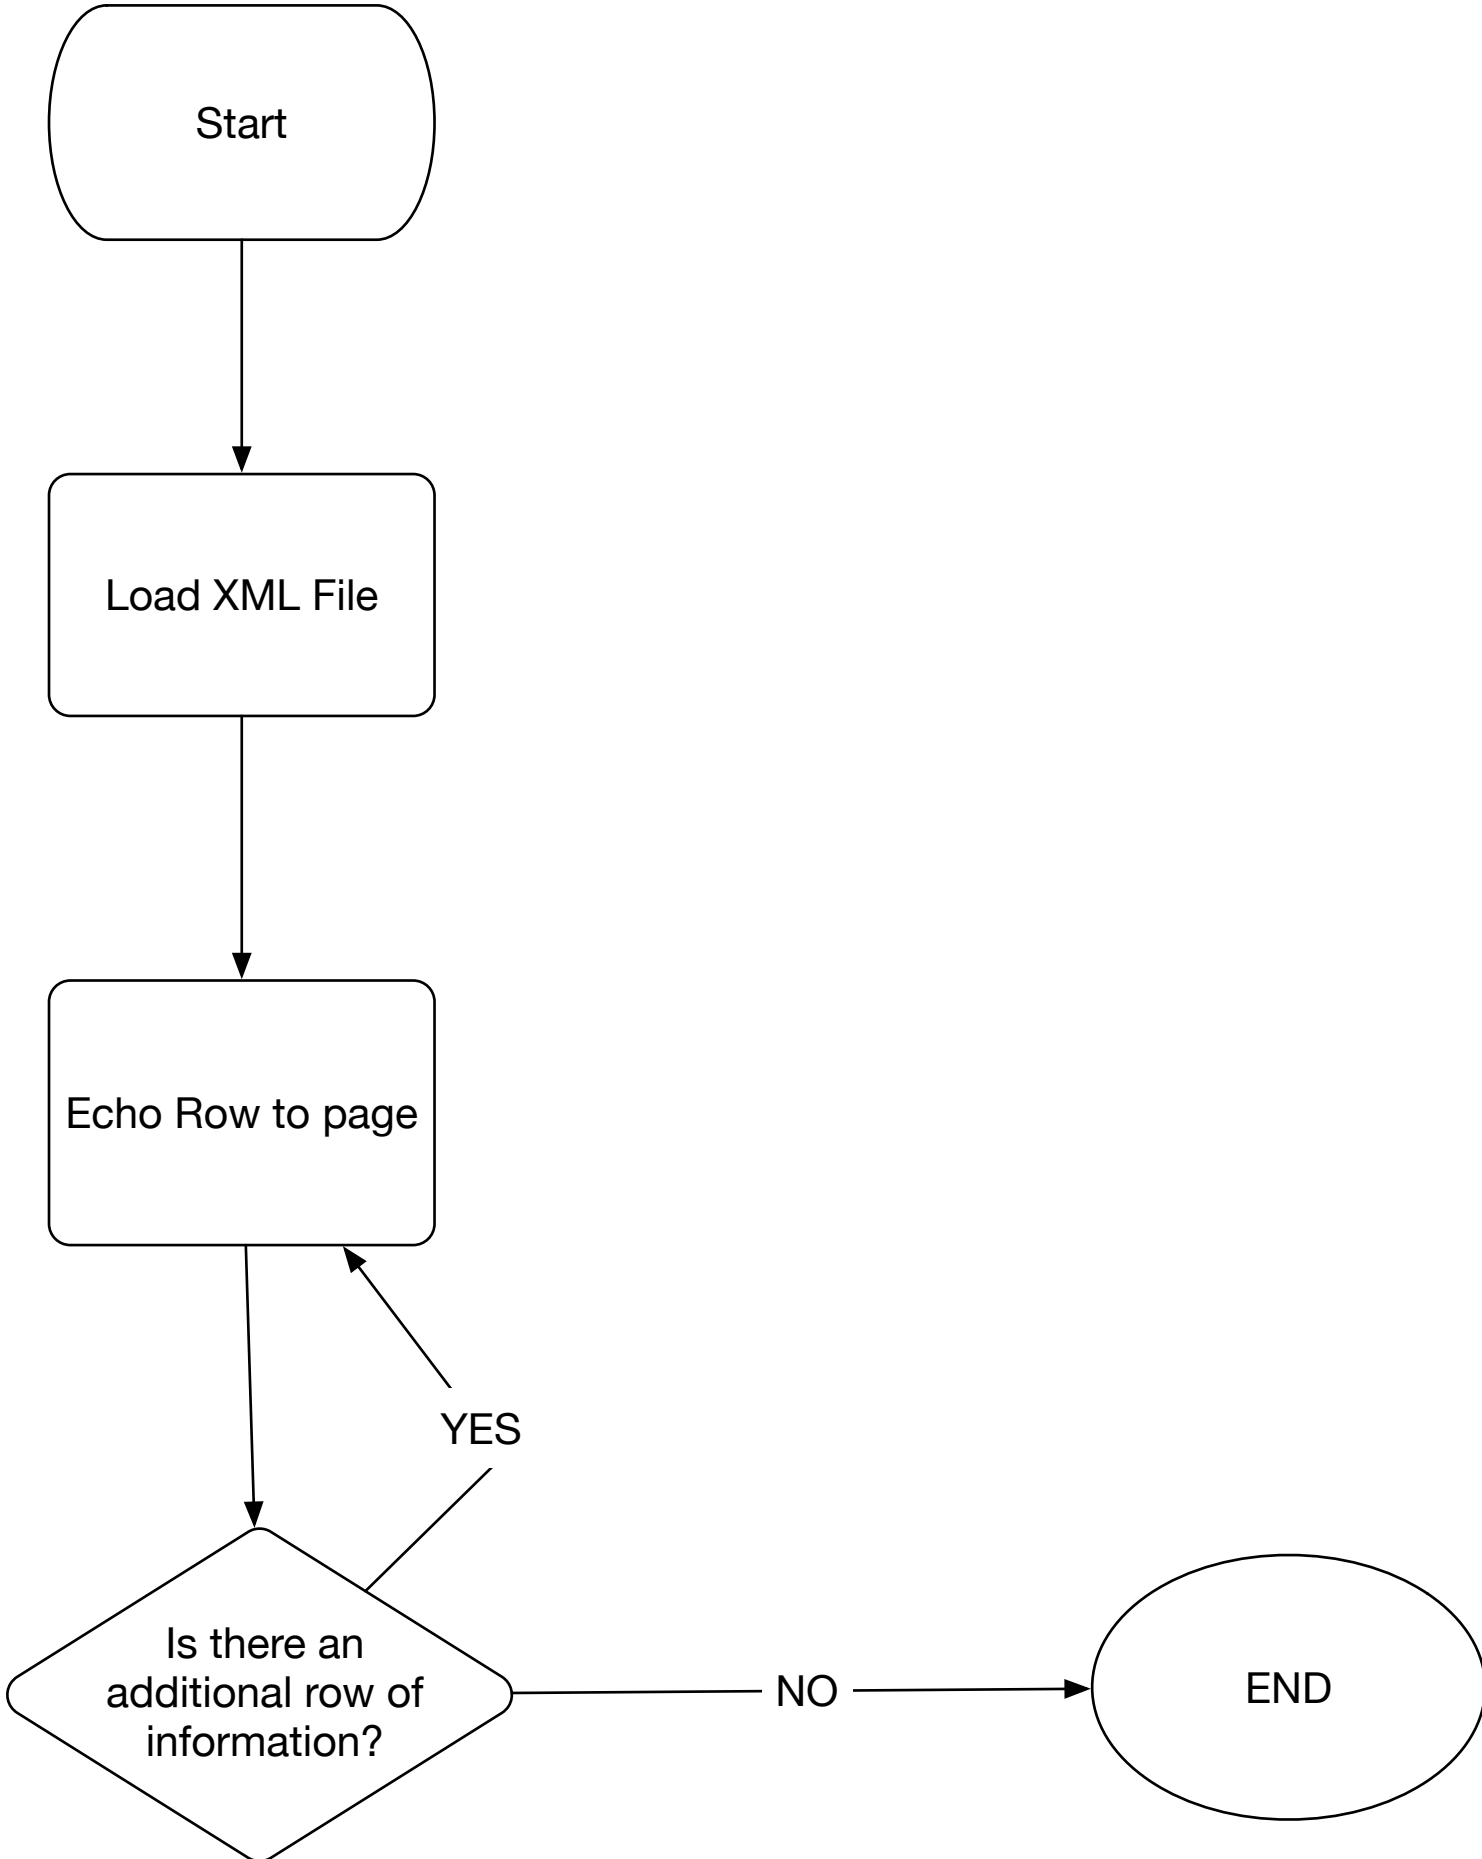 Start
Load XML File
Echo Row to page
YES
Is there an
additional row of
information?
NO
END